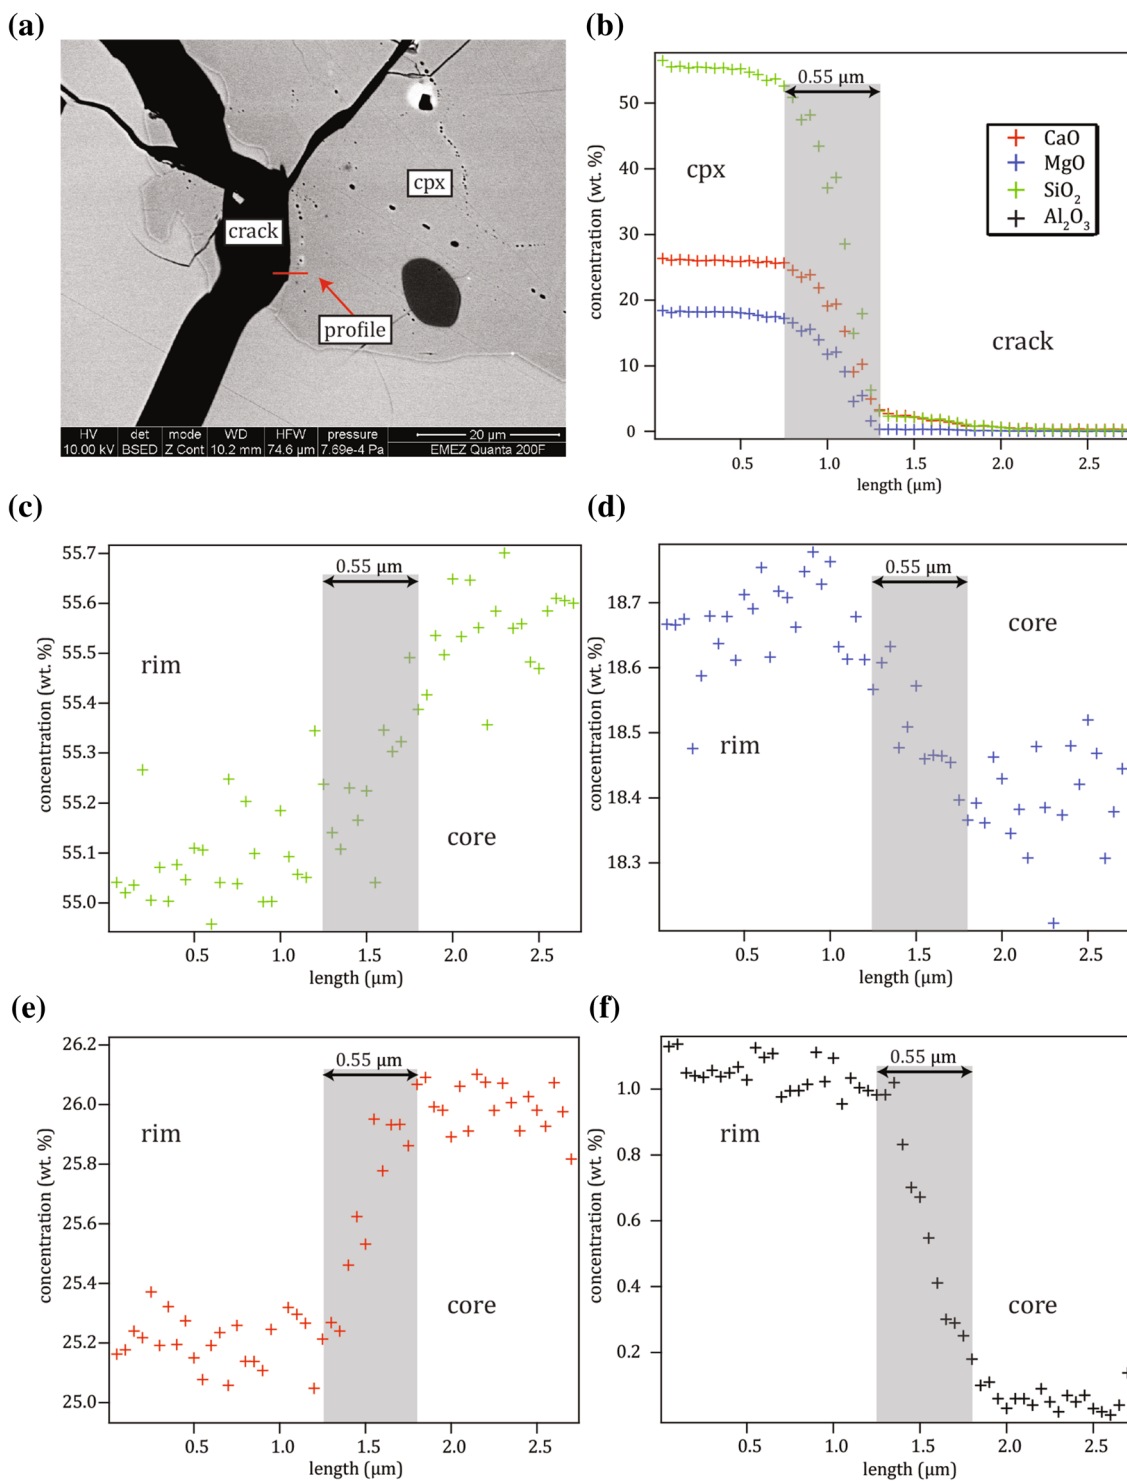 (a)
cpx
crack
profile
HV det mode WD HFW pressure 20 µm
10.00 kV BSED Z Cont 10.2 mm 74.6 µm 7.69e-4 Pa EMEZ Quanta 200F
(b)
0.55 µm
cpx
crack
CaO
MgO
SiO₂
Al₂O₃
concentration (wt. %)
50
40
30
20
10
0
0.5 1.0 1.5 2.0 2.5
length (µm)
(c)
0.55 µm
rim
core
concentration (wt. %)
55.7
55.6
55.5
55.4
55.3
55.2
55.1
55.0
0.5 1.0 1.5 2.0 2.5
length (µm)
(d)
0.55 µm
core
rim
concentration (wt. %)
18.7
18.6
18.5
18.4
18.3
0.5 1.0 1.5 2.0 2.5
length (µm)
(e)
0.55 µm
rim
core
concentration (wt. %)
26.2
26.0
25.8
25.6
25.4
25.2
25.0
0.5 1.0 1.5 2.0 2.5
length (µm)
(f)
0.55 µm
rim
core
concentration (wt. %)
1.0
0.8
0.6
0.4
0.2
0.5 1.0 1.5 2.0 2.5
length (µm)